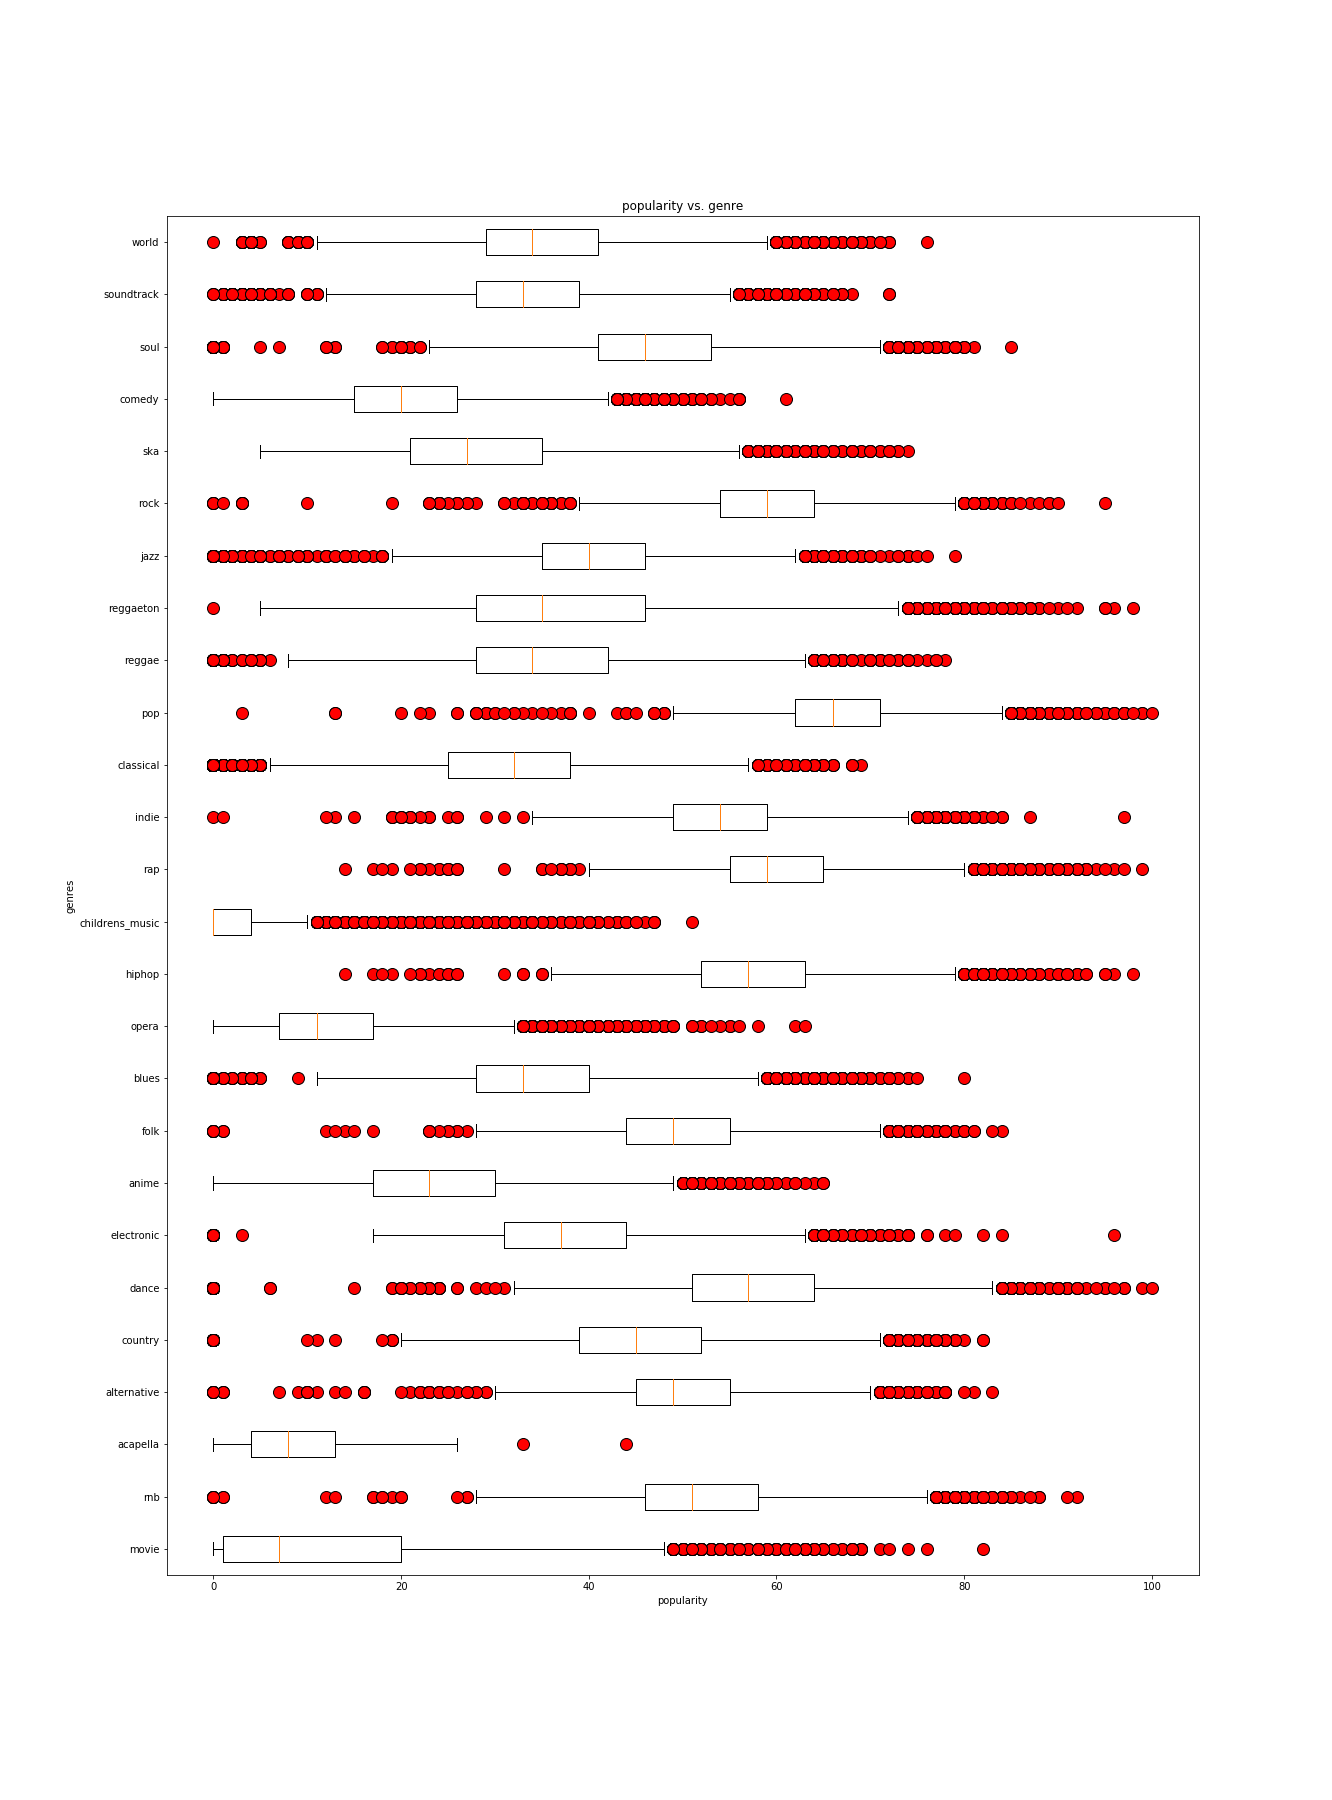 popularity vs. genre
world
soundtrack
soul
comedy
ska
rock
jazz
reggaeton
reggae
pop
classical
indie
rap
genres
childrens_music
hiphop
opera
blues
folk
anime
electronic
dance
country
alternative
acapella
rnb
movie
0 20 40 60 80 100
popularity